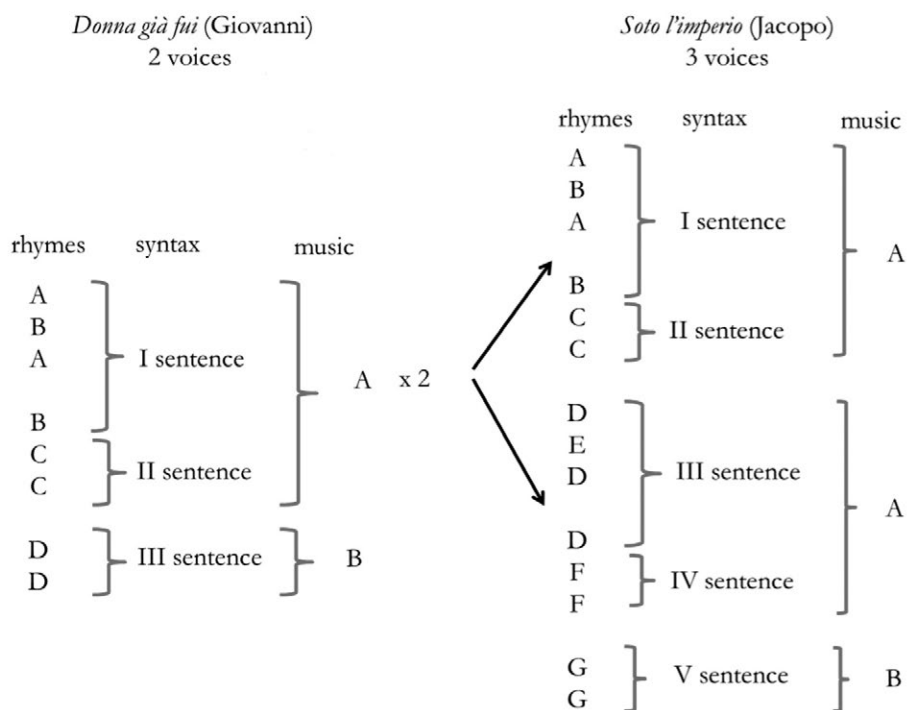 Donna già fui (Giovanni)
2 voices
rhymes syntax music
A
B
A
I sentence
B
C
C
II sentence
A x 2
D
D
III sentence
B
Soto l'imperio (Jacopo)
3 voices
rhymes syntax music
A
B
A
I sentence
B
C
C
II sentence
A
D
E
D
III sentence
D
F
F
IV sentence
A
G
G
V sentence
B